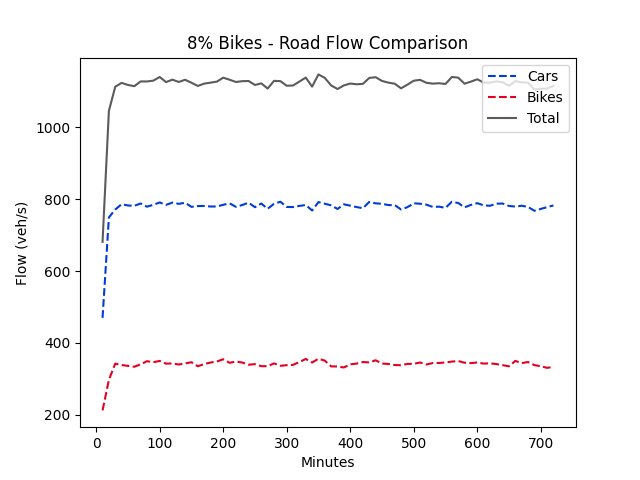 8% Bikes - Road Flow Comparison
Cars
Bikes
Total
Flow (veh/s)
1000
800
600
400
200
0 100 200 300 400 500 600 700
Minutes